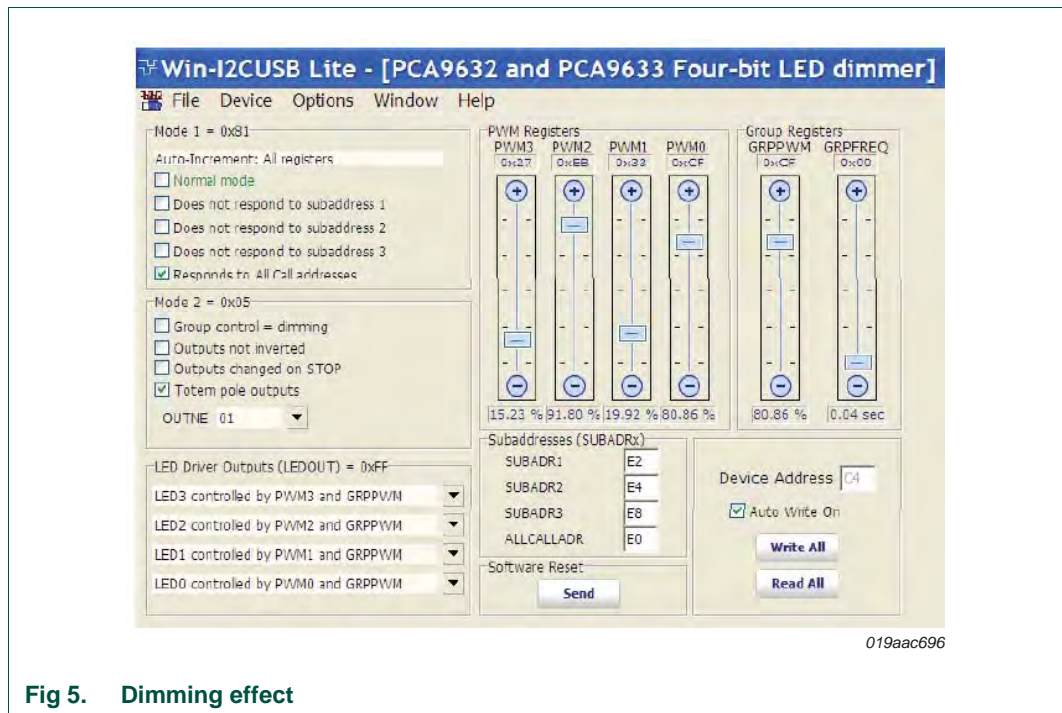 Win-I2CUSB Lite - [PCA9632 and PCA9633 Four-bit LED dimmer]
File Device Options Window Help
Mode 1 = 0x81
Auto-Increment: All registers
Normal mode
Does not respond to subaddress 1
Does not respond to subaddress 2
Does not respond to subaddress 3
Responds to All Call addresses
Mode 2 = 0x05
Group control = dimming
Outputs not inverted
Outputs changed on STOP
Totem pole outputs
OUTNE 01
LED Driver Outputs (LEDOUT) = 0xFF
LED3 controlled by PWM3 and GRPPWM
LED2 controlled by PWM2 and GRPPWM
LED1 controlled by PWM1 and GRPPWM
LED0 controlled by PWM0 and GRPPWM
PWM Registers
PWM3 PWM2 PWM1 PWM0
0x27 0xEB 0x33 0xCF
15.23 % 91.80 % 19.92 % 80.86 %
Group Registers
GRPPWM GRPFREQ
0xCF 0x00
80.86 % 0.04 sec
Subaddresses (SUBADRx)
SUBADR1 E2
SUBADR2 E4
SUBADR3 E8
ALLCALLADR E0
Software Reset
Send
Device Address C4
Auto Write On
Write All
Read All
019aac696
Fig 5. Dimming effect